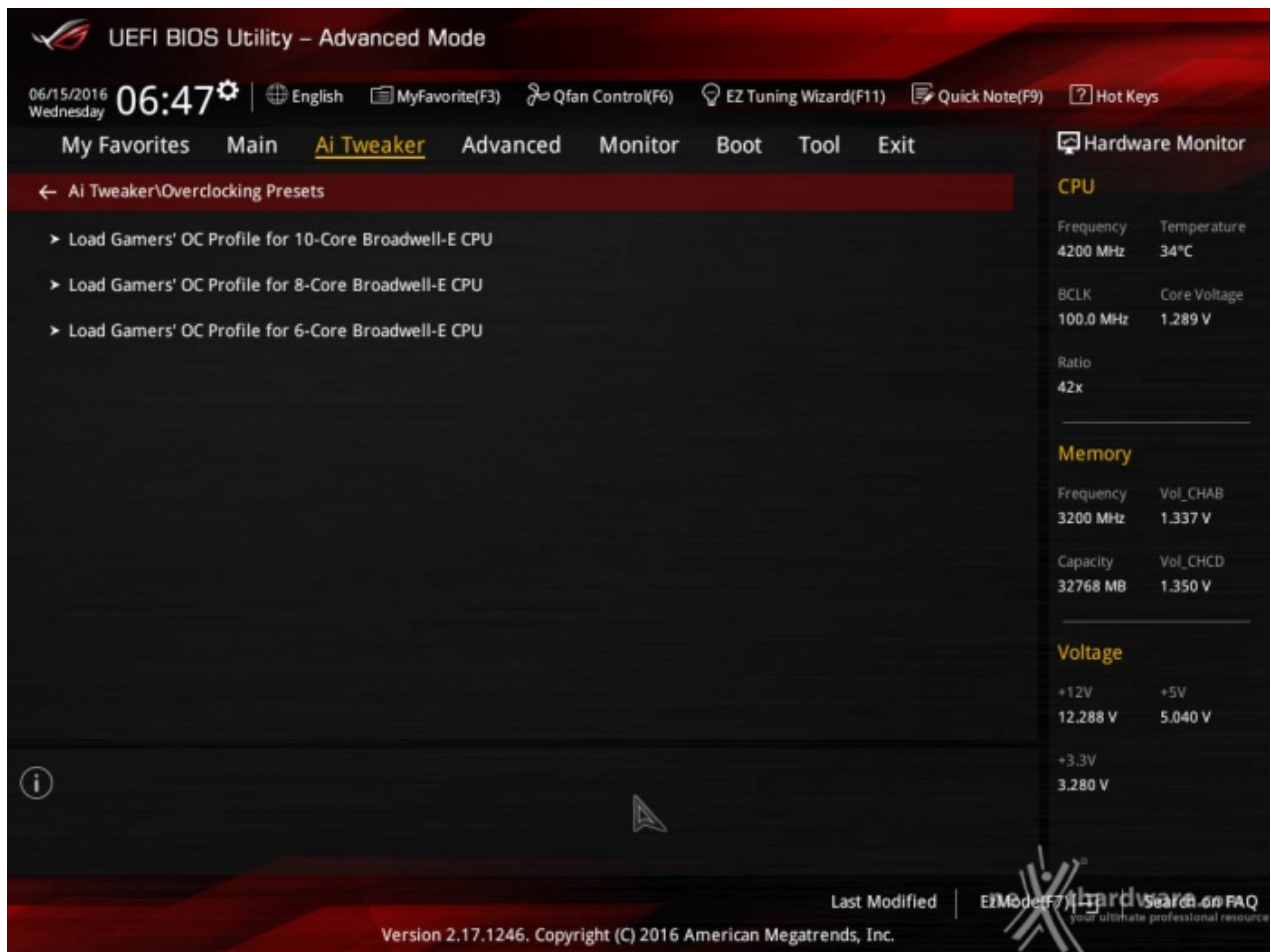 UEFI BIOS Utility – Advanced Mode
06/15/2016
Wednesday
06:47
English
MyFavorite(F3)
Qfan Control(F6)
EZ Tuning Wizard(F11)
Quick Note(F9)
? Hot Keys
My Favorites
Main
Ai Tweaker
Advanced
Monitor
Boot
Tool
Exit
Hardware Monitor
← Ai Tweaker\Overclocking Presets
> Load Gamers' OC Profile for 10-Core Broadwell-E CPU
> Load Gamers' OC Profile for 8-Core Broadwell-E CPU
> Load Gamers' OC Profile for 6-Core Broadwell-E CPU
CPU
Frequency Temperature
4200 MHz 34°C
BCLK Core Voltage
100.0 MHz 1.289 V
Ratio
42x
Memory
Frequency Vol_CHAB
3200 MHz 1.337 V
Capacity Vol_CHCD
32768 MB 1.350 V
Voltage
+12V +5V
12.288 V 5.040 V
+3.3V
3.280 V
i
Last Modified
EzMode(F7)
Search on FAQ
your ultimate professional resource
Version 2.17.1246. Copyright (C) 2016 American Megatrends, Inc.